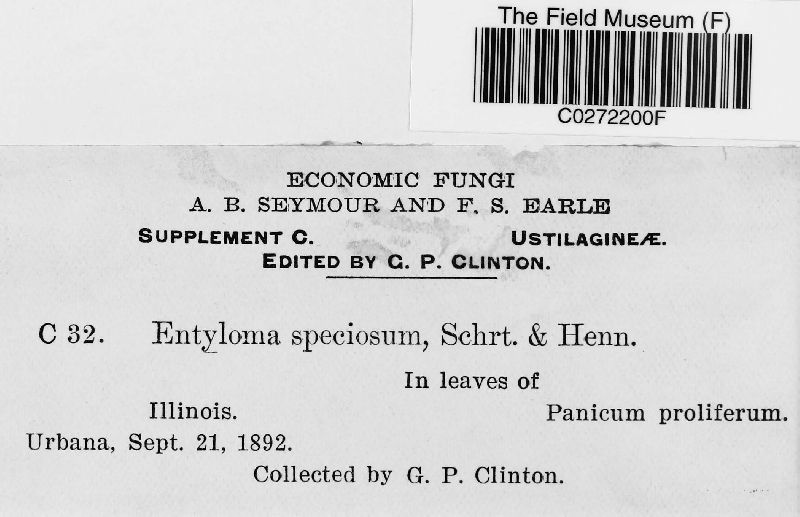 The Field Museum (F)
C0272200F
ECONOMIC FUNGI
A. B. SEYMOUR AND F. S. EARLE
SUPPLEMENT C. USTILAGINEÆ.
EDITED BY G. P. CLINTON.
C 32. Entyloma speciosum, Schrt. & Henn.
In leaves of
Illinois. Panicum proliferum.
Urbana, Sept. 21, 1892.
Collected by G. P. Clinton.